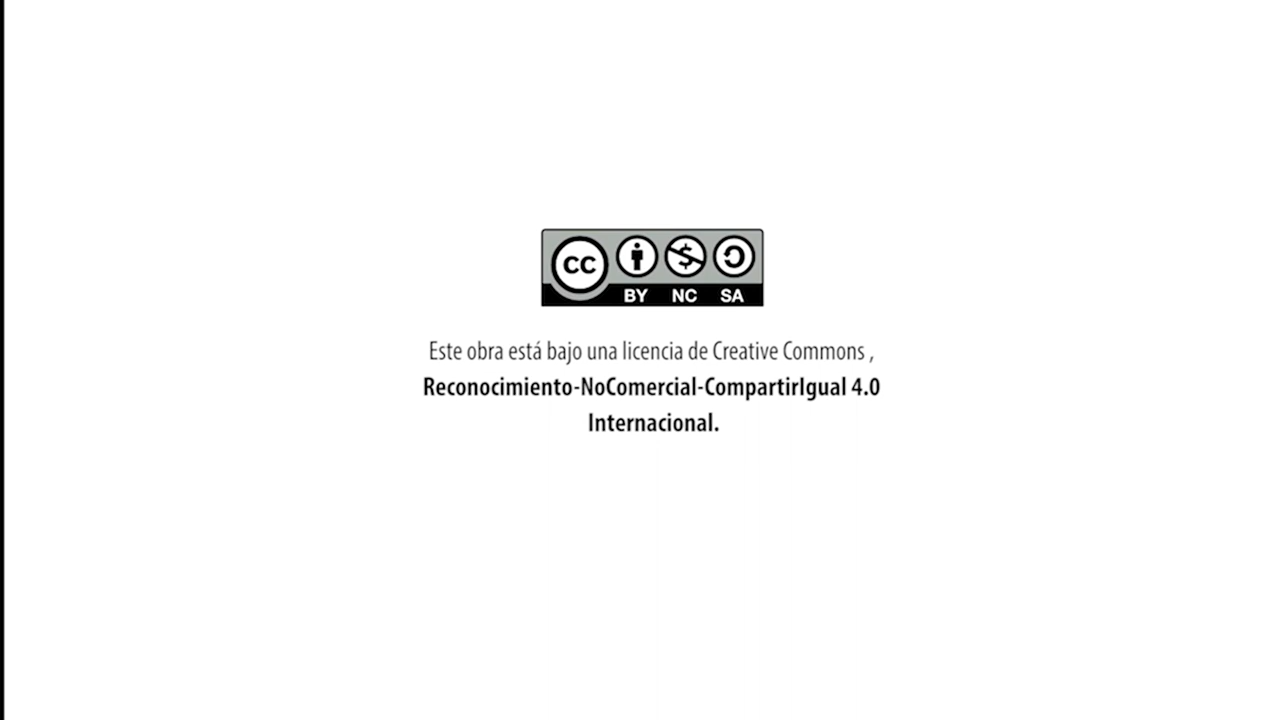 CC
BY NC SA
Este obra está bajo una licencia de Creative Commons ,
Reconocimiento-NoComercial-CompartirIgual 4.0
Internacional.